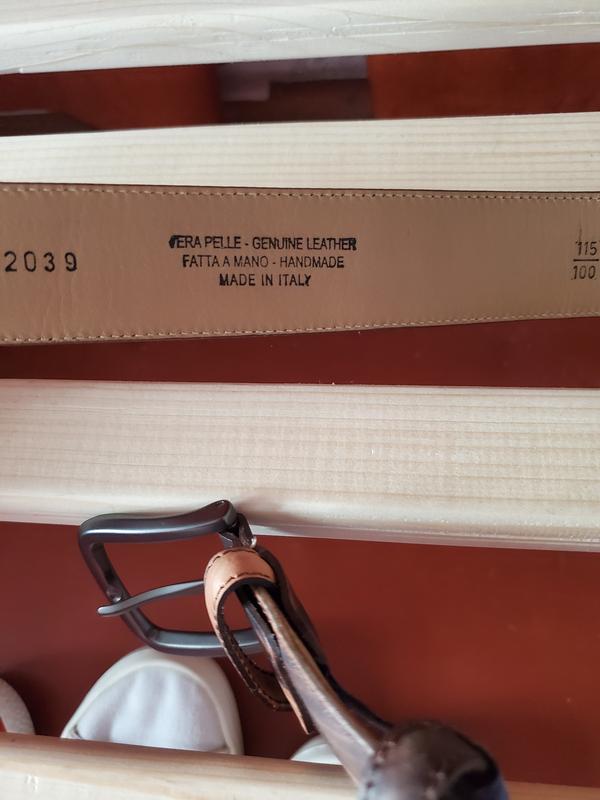 2039
VERA PELLE - GENUINE LEATHER
FATTA A MANO - HANDMADE
MADE IN ITALY
115
100